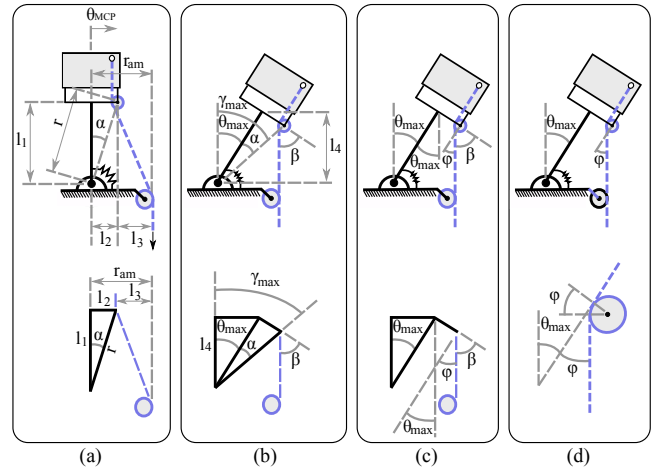 θMCP
ram
l1
r
α
l2
l3
ram
l2
l3
l1
α
r
(a)
γmax
θmax
α
l4
β
γmax
θmax
l4
α
β
(b)
θmax
θmax
φ
β
θmax
φ
β
θmax
(c)
θmax
φ
φ
θmax
φ
(d)